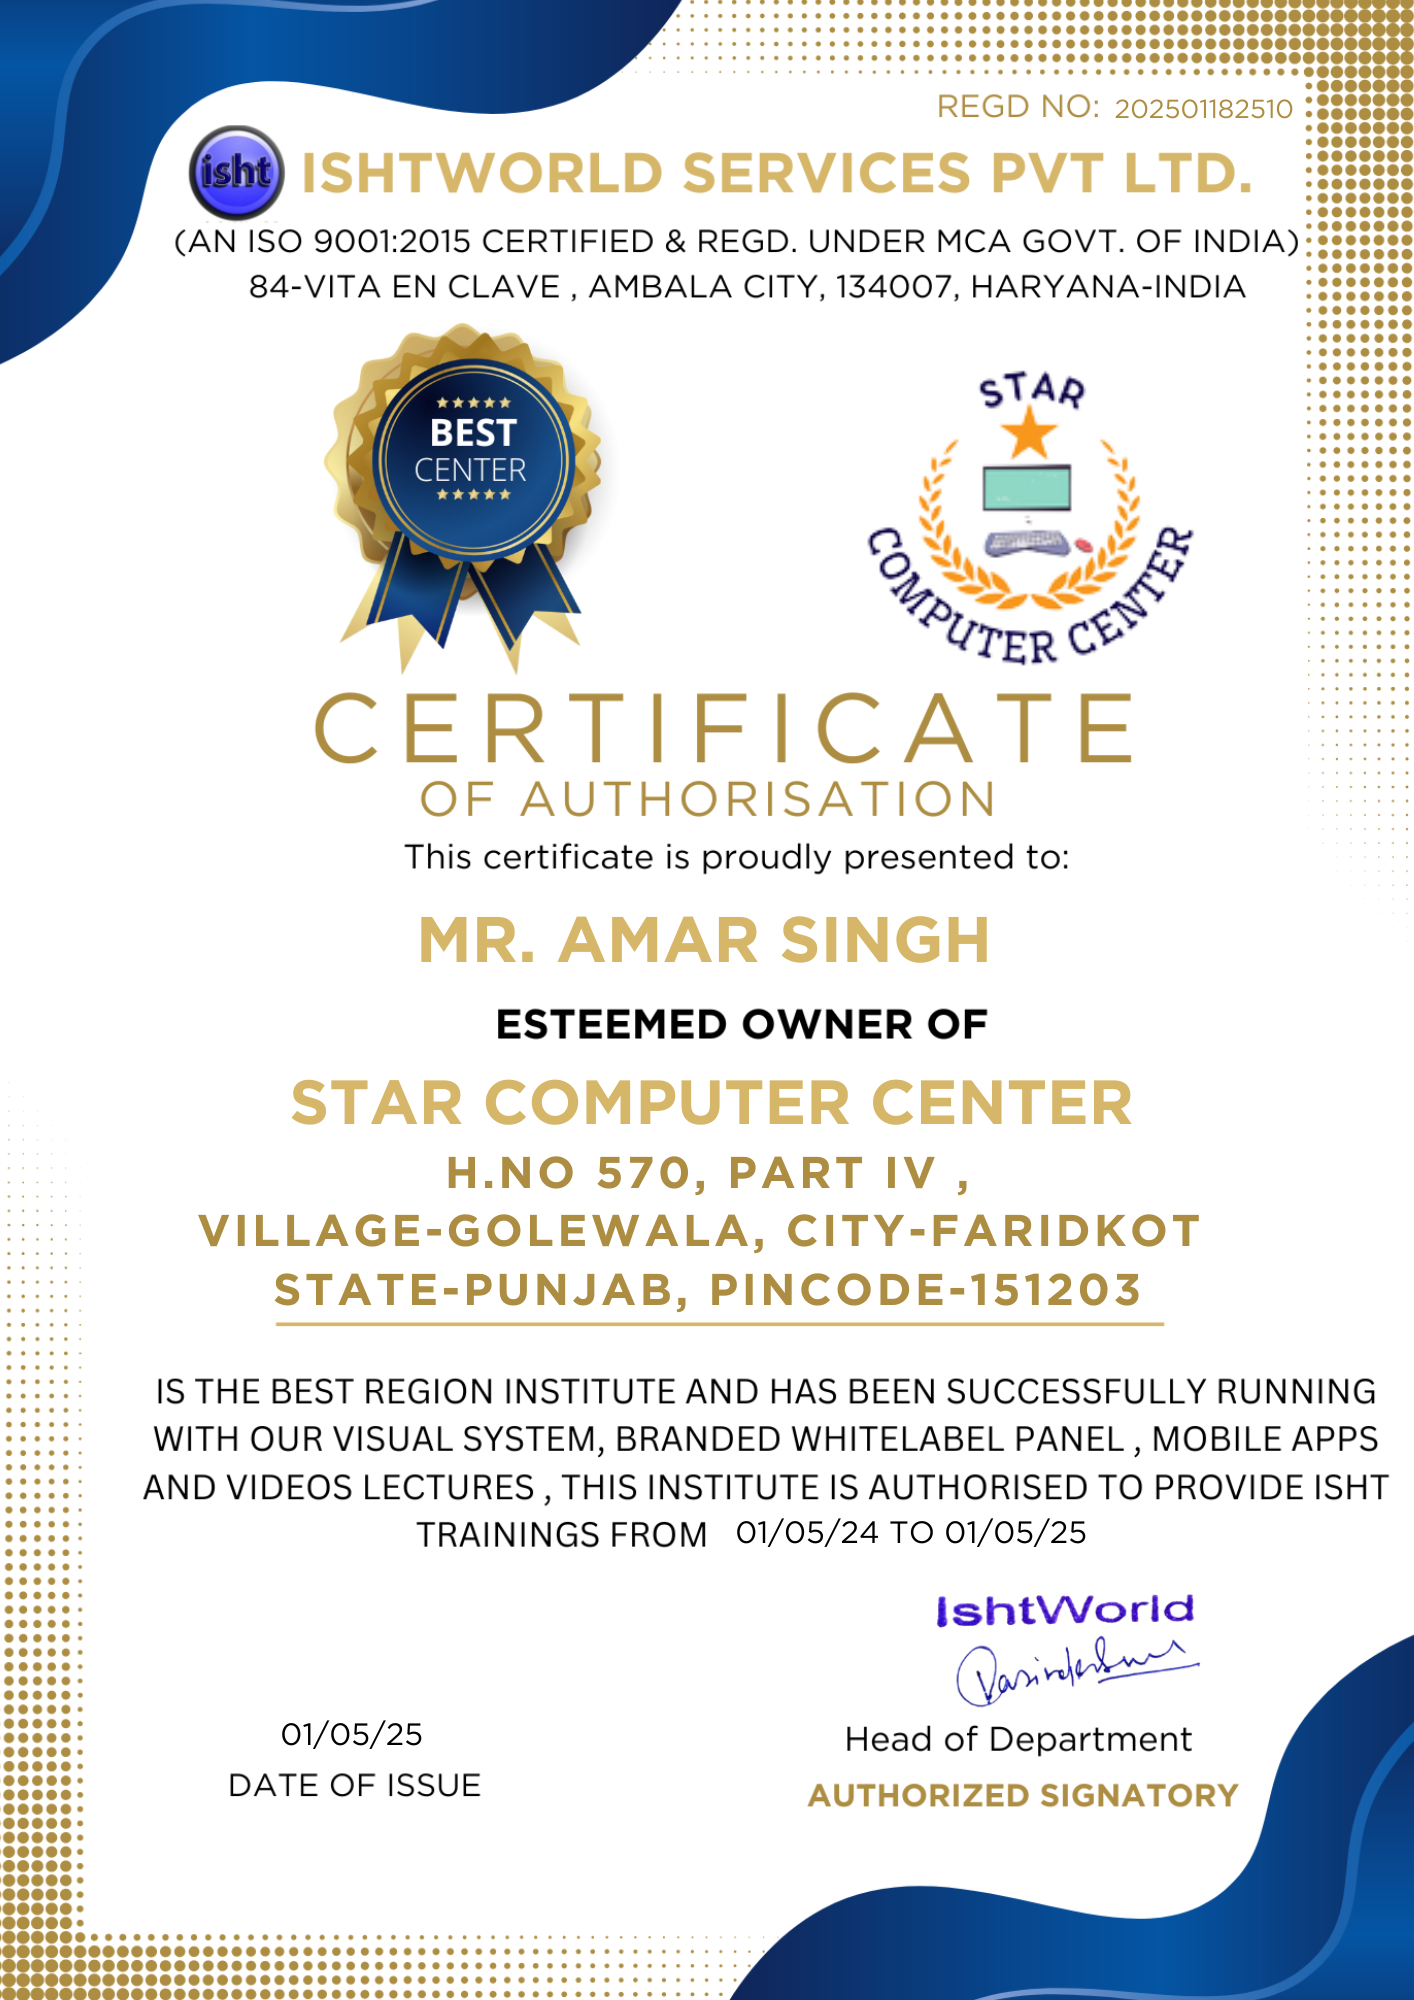 REGD NO: 202501182510
isht ISHTWORLD SERVICES PVT LTD.
(AN ISO 9001:2015 CERTIFIED & REGD. UNDER MCA GOVT. OF INDIA)
84-VITA EN CLAVE , AMBALA CITY, 134007, HARYANA-INDIA
BEST
CENTER
STAR
COMPUTER CENTER
CERTIFICATE
OF AUTHORISATION
This certificate is proudly presented to:
MR. AMAR SINGH
ESTEEMED OWNER OF
STAR COMPUTER CENTER
H.NO 570, PART IV ,
VILLAGE-GOLEWALA, CITY-FARIDKOT
STATE-PUNJAB, PINCODE-151203
IS THE BEST REGION INSTITUTE AND HAS BEEN SUCCESSFULLY RUNNING
WITH OUR VISUAL SYSTEM, BRANDED WHITELABEL PANEL , MOBILE APPS
AND VIDEOS LECTURES , THIS INSTITUTE IS AUTHORISED TO PROVIDE ISHT
TRAININGS FROM 01/05/24 TO 01/05/25
IshtWorld
Head of Department
AUTHORIZED SIGNATORY
01/05/25
DATE OF ISSUE